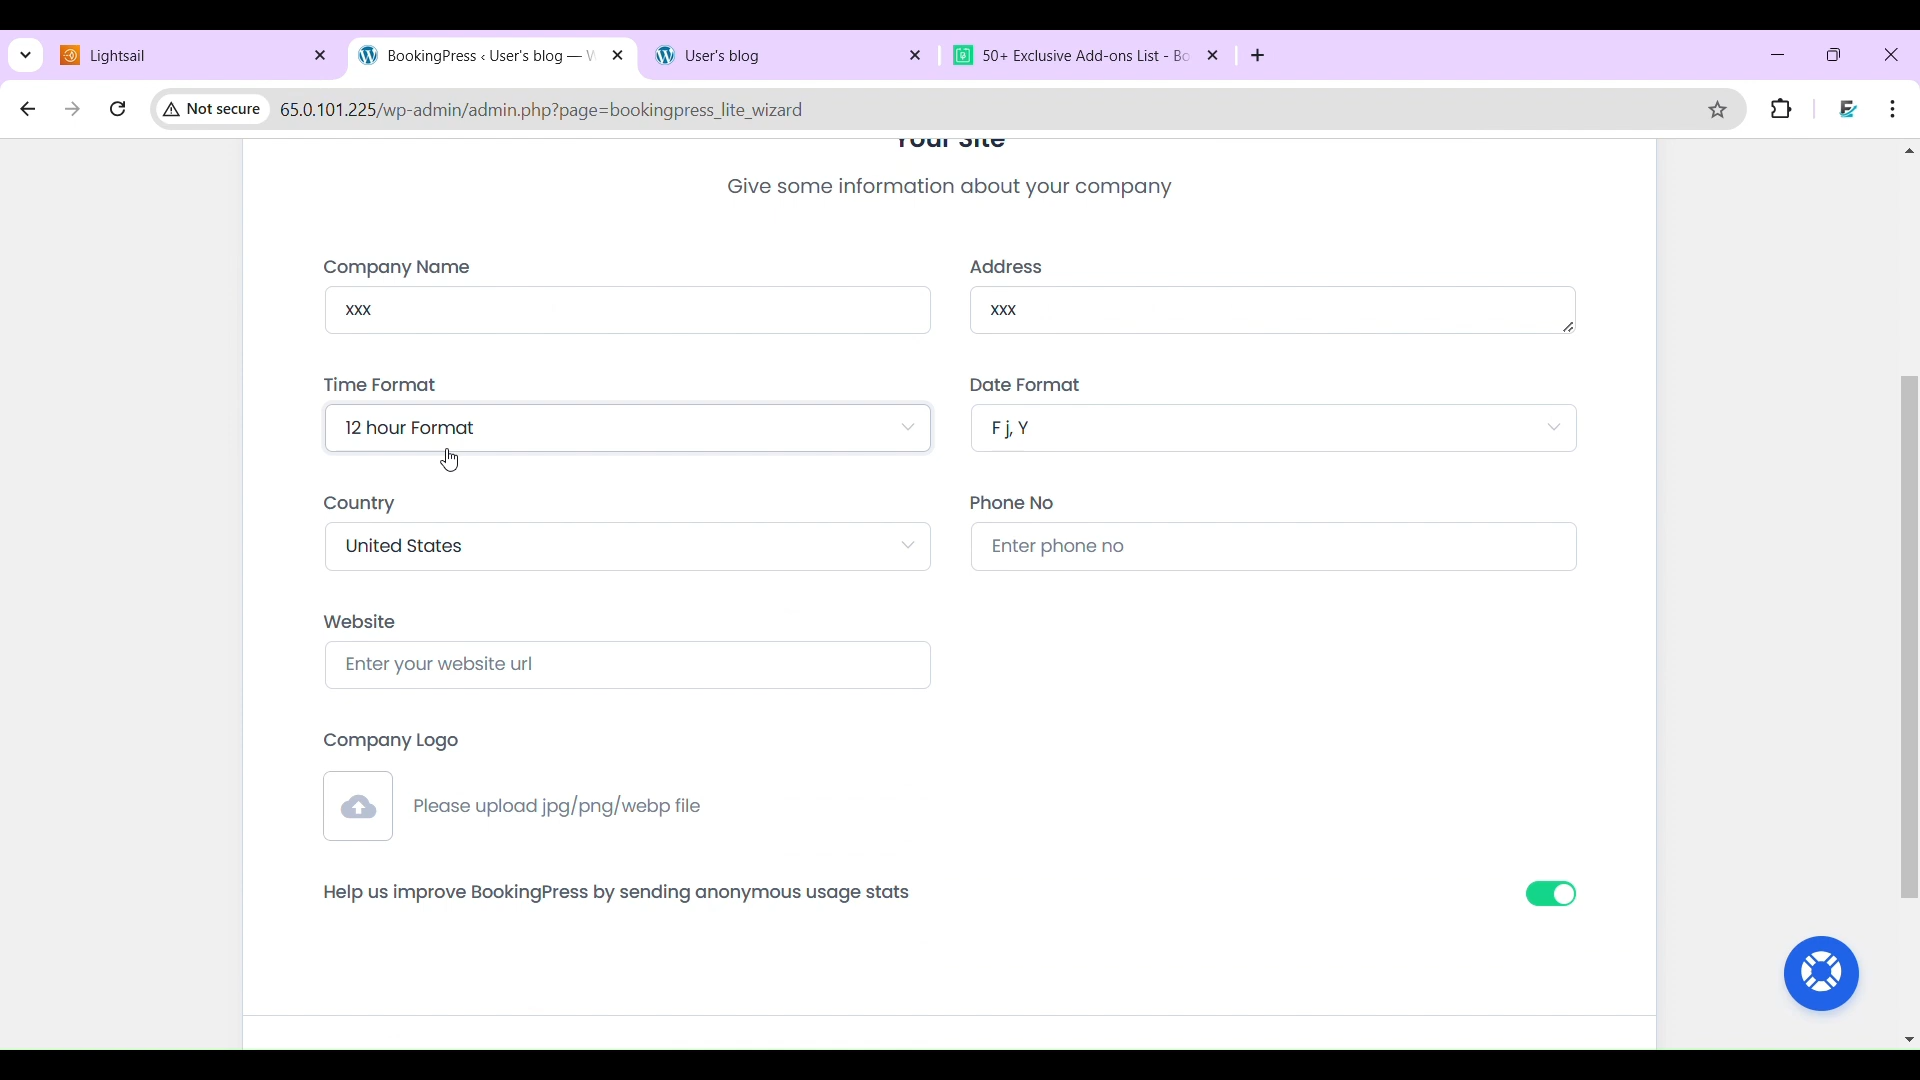 Lightsail
BookingPress ‹ User's blog — W
User's blog
50+ Exclusive Add-ons List - Bo
Not secure
65.0.101.225/wp-admin/admin.php?page=bookingpress_lite_wizard
Your Site
Give some information about your company
Company Name
Address
xxx
xxx
Time Format
Date Format
12 hour Format
F j, Y
Country
Phone No
United States
Enter phone no
Website
Enter your website url
Company Logo
Please upload jpg/png/webp file
Help us improve BookingPress by sending anonymous usage stats